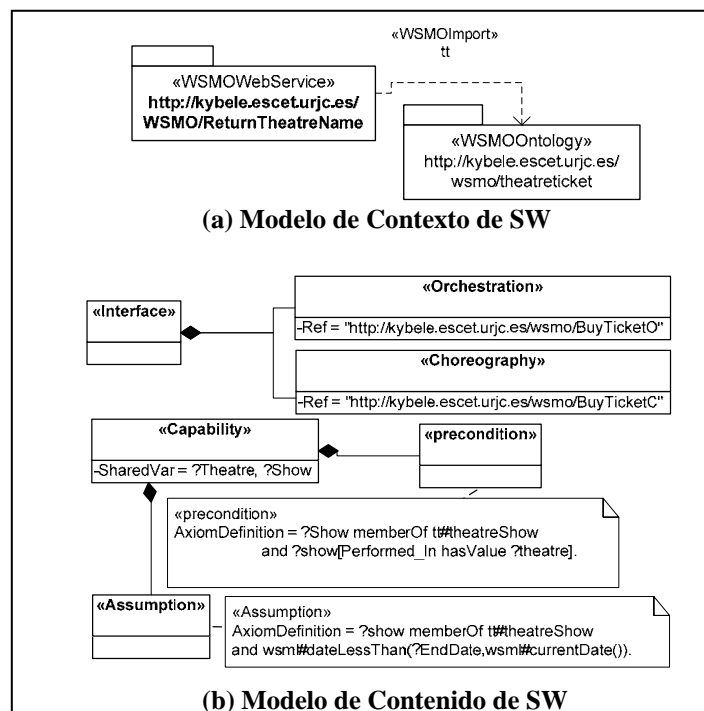 «WSMOImport»
tt
«WSMOWebService»
http://kybele.escet.urjc.es/
WSMO/ReturnTheatreName
«WSMOOntology»
http://kybele.escet.urjc.es/
wsmo/theatreticket
(a) Modelo de Contexto de SW
«Interface»
«Orchestration»
-Ref = "http://kybele.escet.urjc.es/wsmo/BuyTicketO"
«Choreography»
-Ref = "http://kybele.escet.urjc.es/wsmo/BuyTicketC"
«Capability»
-SharedVar = ?Theatre, ?Show
«precondition»
«precondition»
AxiomDefinition = ?Show memberOf tt#theatreShow
and ?show[Performed_In hasValue ?theatre].
«Assumption»
«Assumption»
AxiomDefinition = ?show memberOf tt#theatreShow
and wsml#dateLessThan(?EndDate,wsml#currentDate()).
(b) Modelo de Contenido de SW